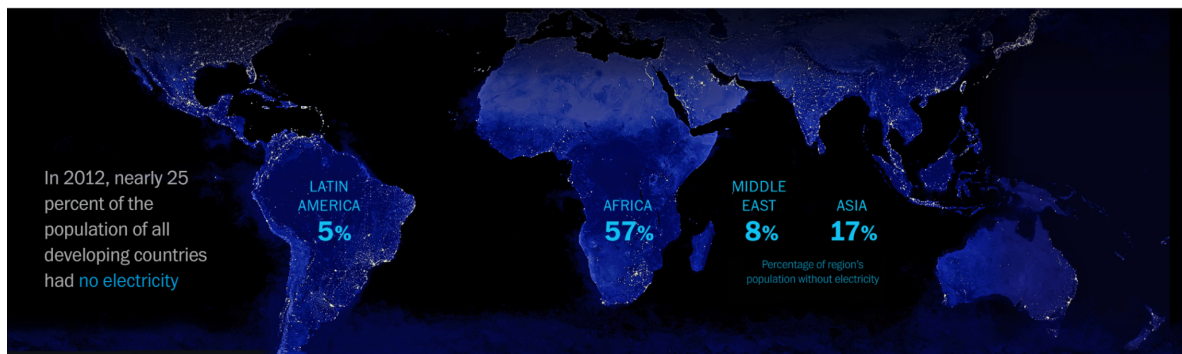 In 2012, nearly 25
percent of the
population of all
developing countries
had no electricity
LATIN
AMERICA
5%
AFRICA
57%
MIDDLE
EAST
8%
ASIA
17%
Percentage of region's
population without electricity